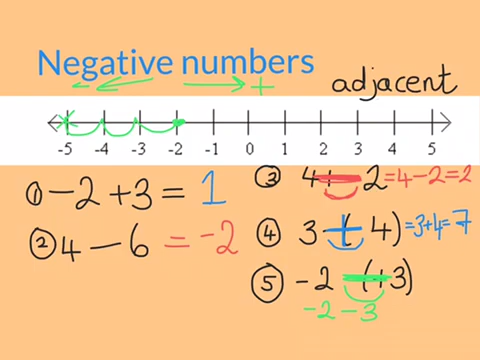 Negative numbers
← + adjacent
-5 -4 -3 -2 -1 0 1 2 3 4 5
① -2 + 3 = 1
② 4 - 6 = -2
③ 4 + - 2 = 4 - 2 = 2
④ 3 - (- 4) = 3 + 4 = 7
⑤ -2 - (+3)
-2 - 3